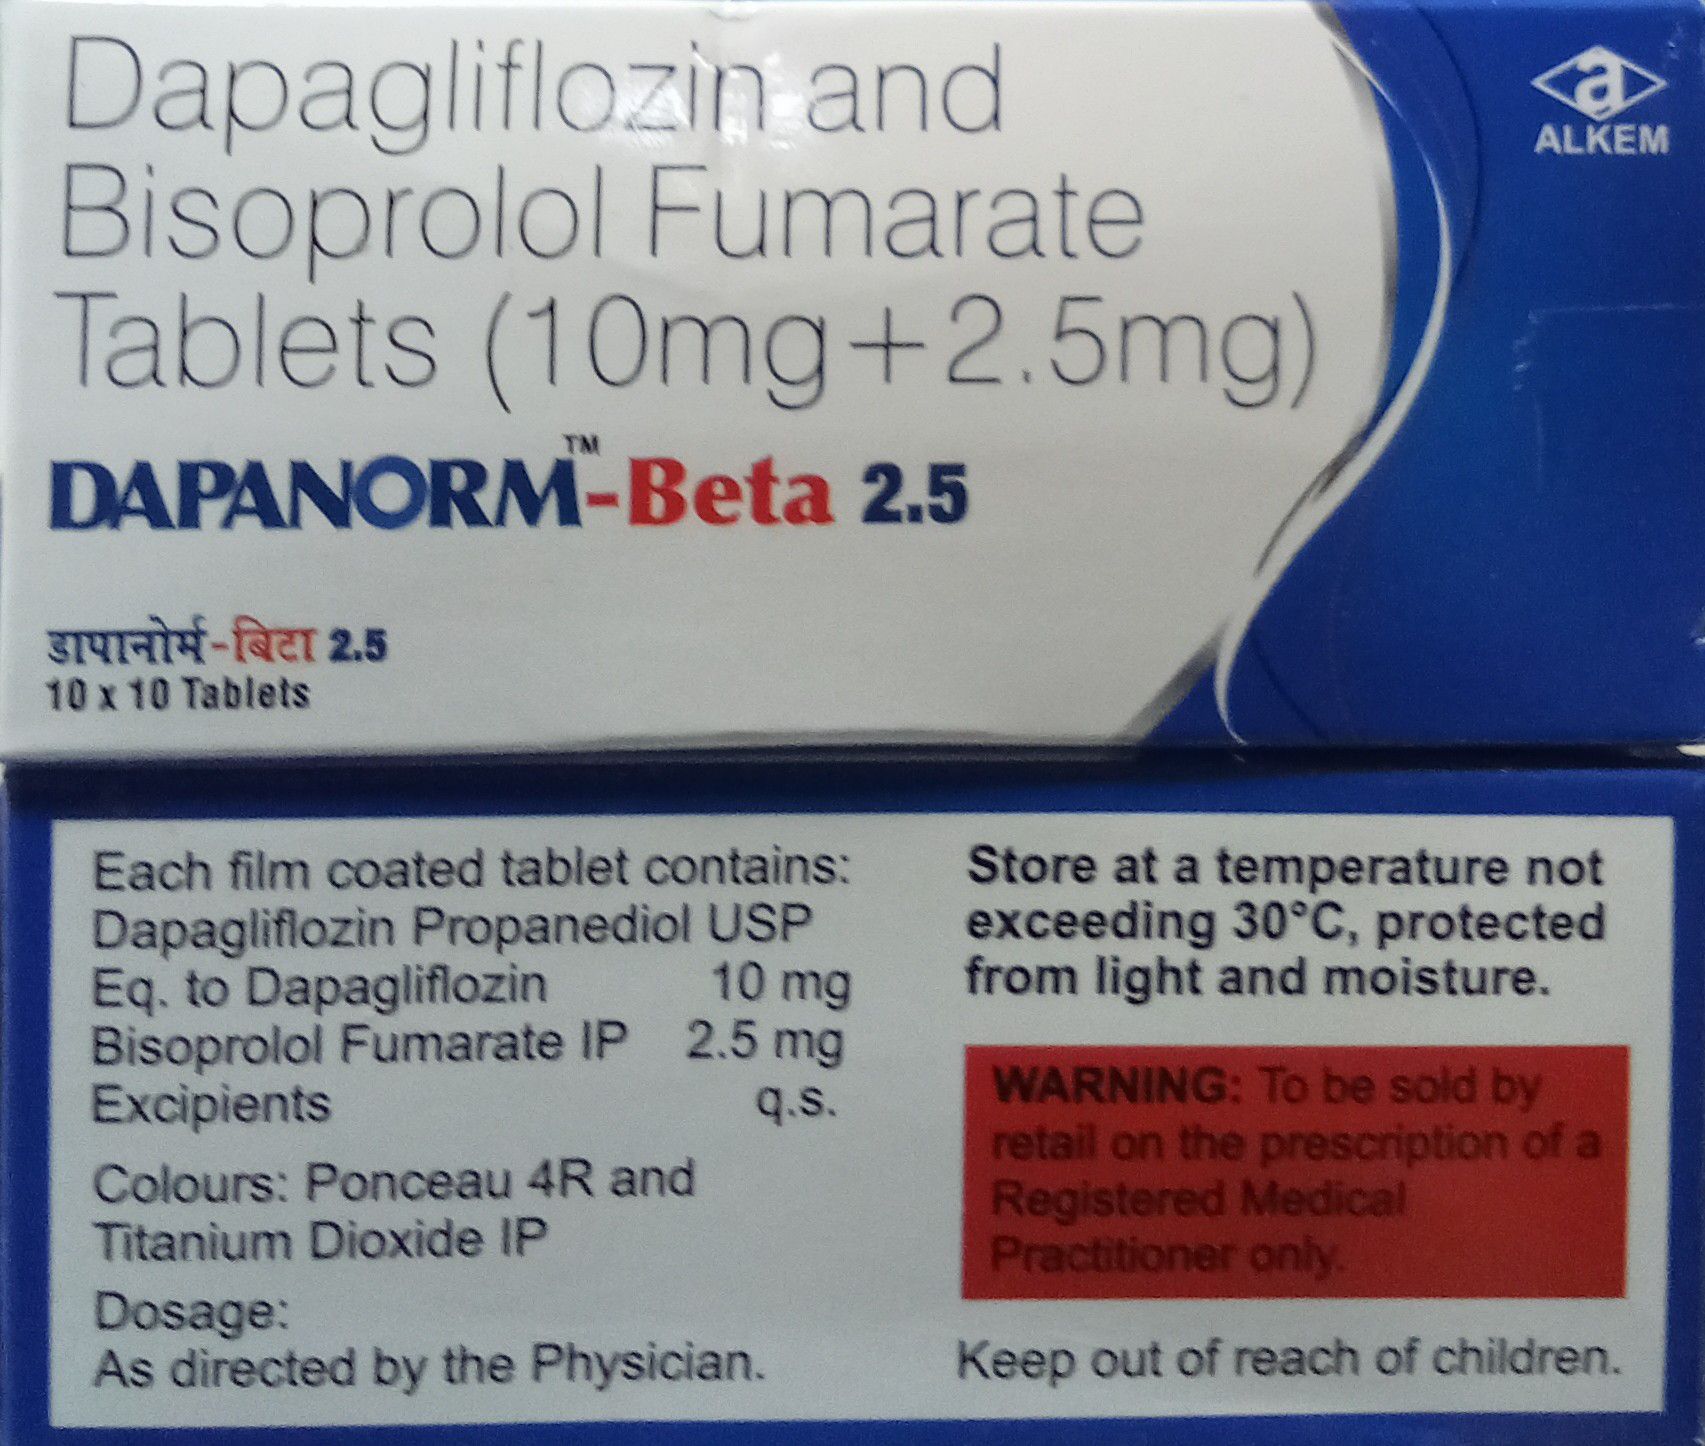 Dapagliflozin and
Bisoprolol Fumarate
Tablets (10mg+2.5mg)
DAPANORM™-Beta 2.5
डापानोर्म-बिटा 2.5
10 x 10 Tablets
a
ALKEM
Each film coated tablet contains:
Dapagliflozin Propanediol USP
Eq. to Dapagliflozin 10 mg
Bisoprolol Fumarate IP 2.5 mg
Excipients q.s.
Colours: Ponceau 4R and
Titanium Dioxide IP
Dosage:
As directed by the Physician.
Store at a temperature not
exceeding 30°C, protected
from light and moisture.
WARNING: To be sold by
retail on the prescription of a
Registered Medical
Practitioner only.
Keep out of reach of children.